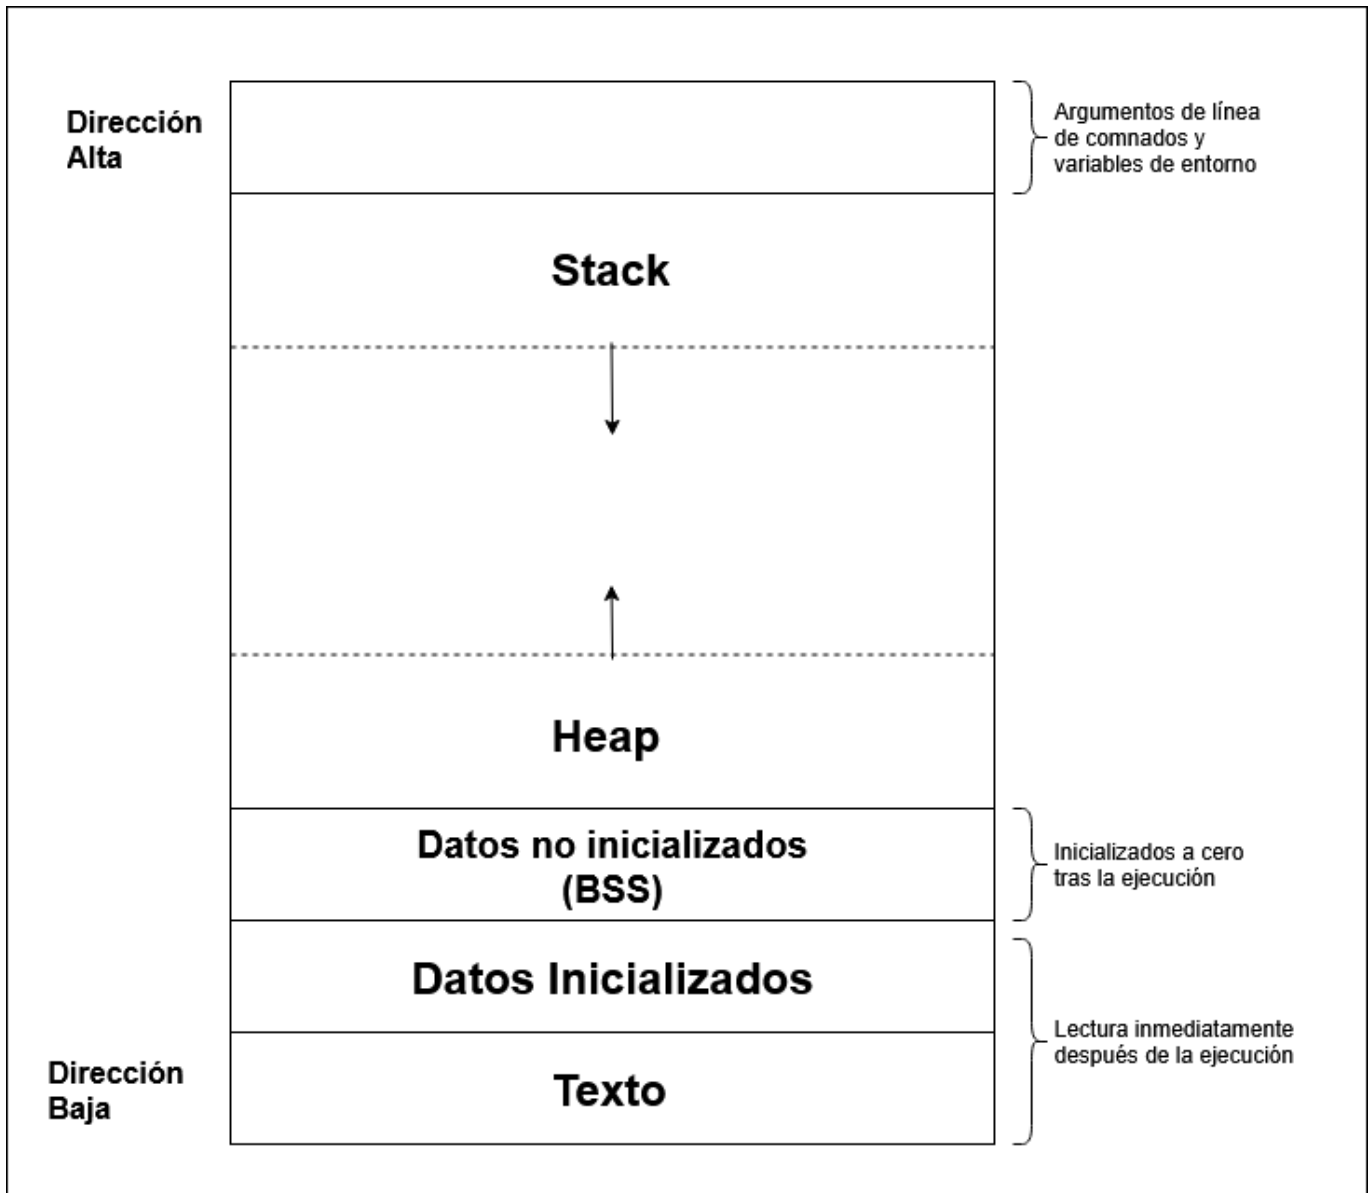 Dirección
Alta
Argumentos de línea
de comnados y
variables de entorno
Stack
Heap
Datos no inicializados
(BSS)
Inicializados a cero
tras la ejecución
Datos Inicializados
Lectura inmediatamente
después de la ejecución
Dirección
Baja
Texto